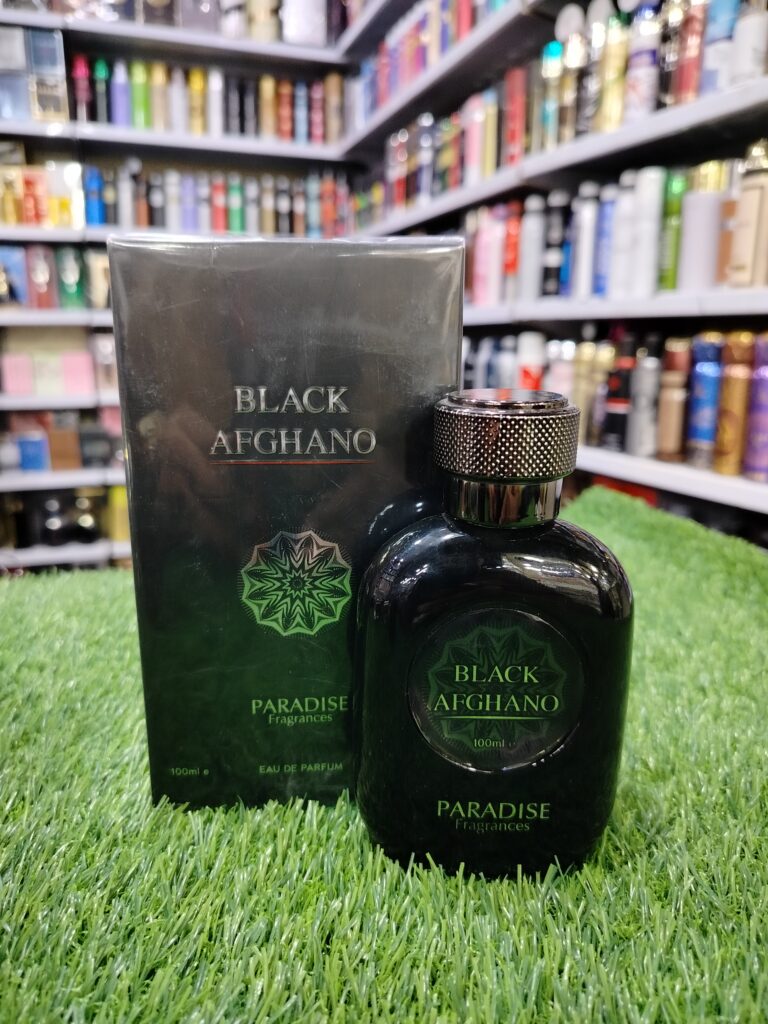 BLACK
AFGHANO
PARADISE
Fragrances
100ml e
EAU DE PARFUM
BLACK
AFGHANO
100ml e
PARADISE
Fragrances